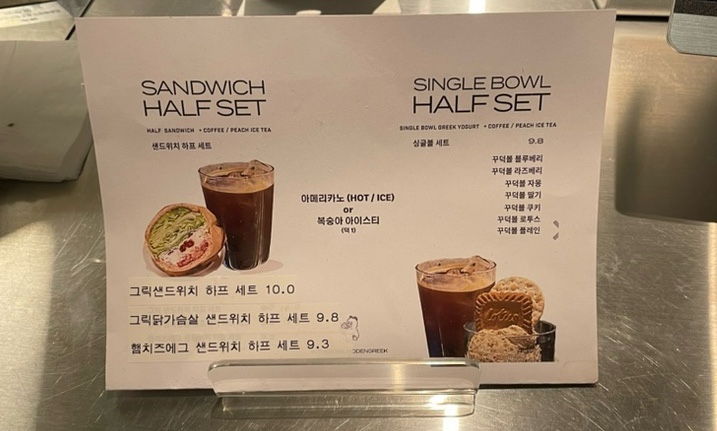 SANDWICH
HALF SET
HALF SANDWICH + COFFEE / PEACH ICE TEA
샌드위치 하프 세트
아메리카노 (HOT / ICE)
or
복숭아 아이스티
(택 1)
그릭샌드위치 하프 세트 10.0
그릭닭가슴살 샌드위치 하프 세트 9.8
햄치즈에그 샌드위치 하프 세트 9.3
SINGLE BOWL
HALF SET
SINGLE BOWL GREEK YOGURT + COFFEE / PEACH ICE TEA
싱글볼 세트 9.8
꾸덕볼 블루베리
꾸덕볼 라즈베리
꾸덕볼 자몽
꾸덕볼 딸기
꾸덕볼 쿠키
꾸덕볼 로투스
꾸덕볼 플레인
Lotus